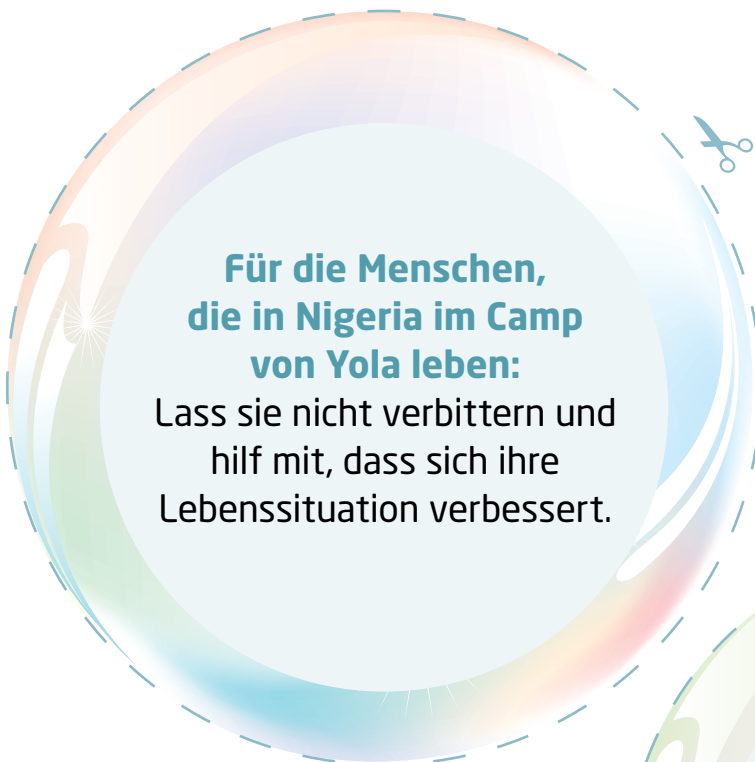 Für die Menschen,
die in Nigeria im Camp
von Yola leben:
Lass sie nicht verbittern und
hilf mit, dass sich ihre
Lebenssituation verbessert.